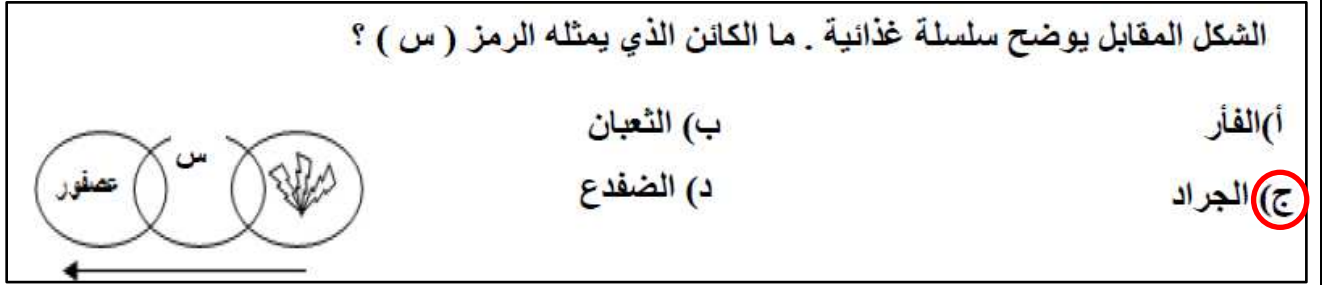 الشكل المقابل يوضح سلسلة غذائية . ما الكائن الذي يمثله الرمز ( س ) ؟
أ)الفأر
ب) الثعبان
ج) الجراد
د) الضفدع
س
عصفور